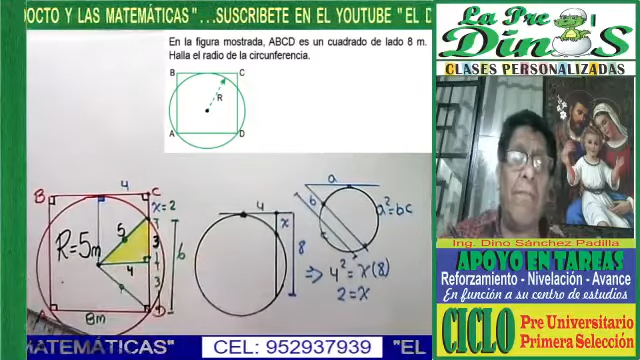 DOCTO Y LAS MATEMÁTICAS"...SUSCRIBETE EN EL YOUTUBE "EL D
La Pre
DinoS
CLASES PERSONALIZADAS
En la figura mostrada, ABCD es un cuadrado de lado 8 m.
Halla el radio de la circunferencia.
B C
R
A D
B 4 C
x=2
5
R=5m
3
4
6
3
8m
4
x
8
a
b
a²=bc
⇒ 4²=x(8)
2=x
Ing. Dino Sánchez Padilla
APOYO EN TAREAS
Reforzamiento - Nivelación - Avance
En función a su centro de estudios
CICLO Pre Universitario
Primera Selección
MATEMÁTICAS" CEL: 952937939 "EL